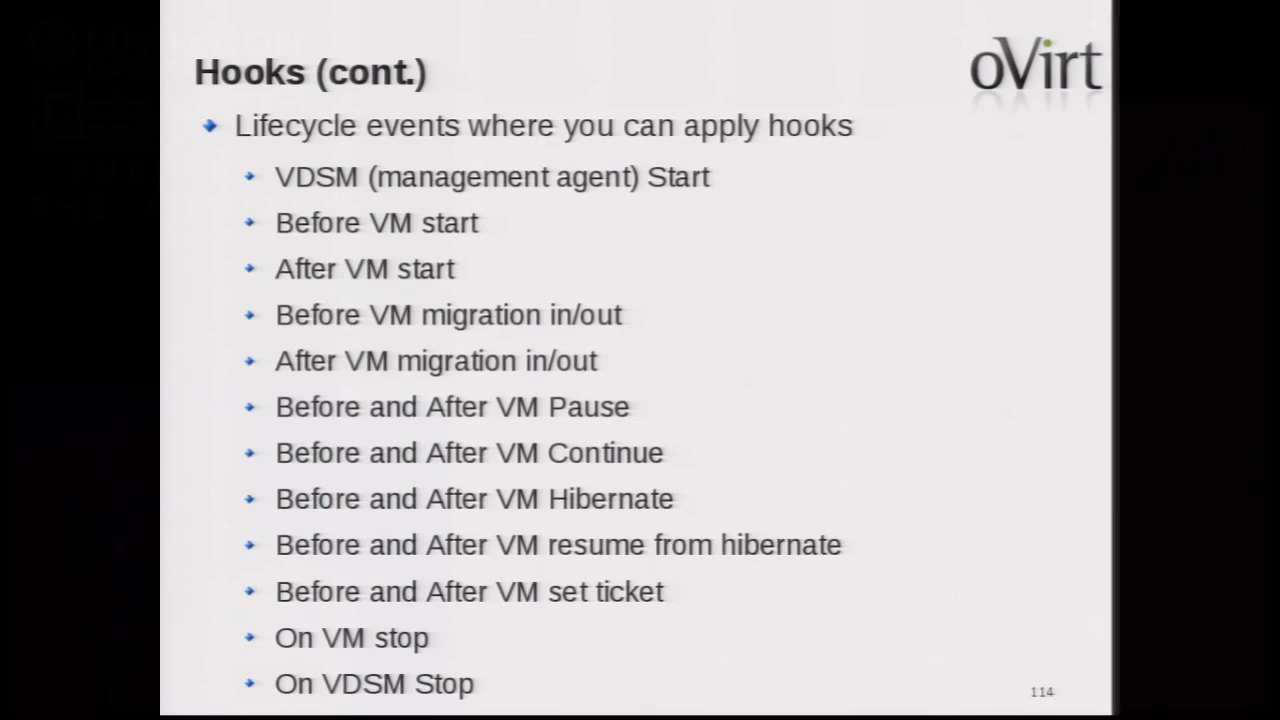 oVirt
Hooks (cont.)
Lifecycle events where you can apply hooks
VDSM (management agent) Start
Before VM start
After VM start
Before VM migration in/out
After VM migration in/out
Before and After VM Pause
Before and After VM Continue
Before and After VM Hibernate
Before and After VM resume from hibernate
Before and After VM set ticket
On VM stop
On VDSM Stop
114